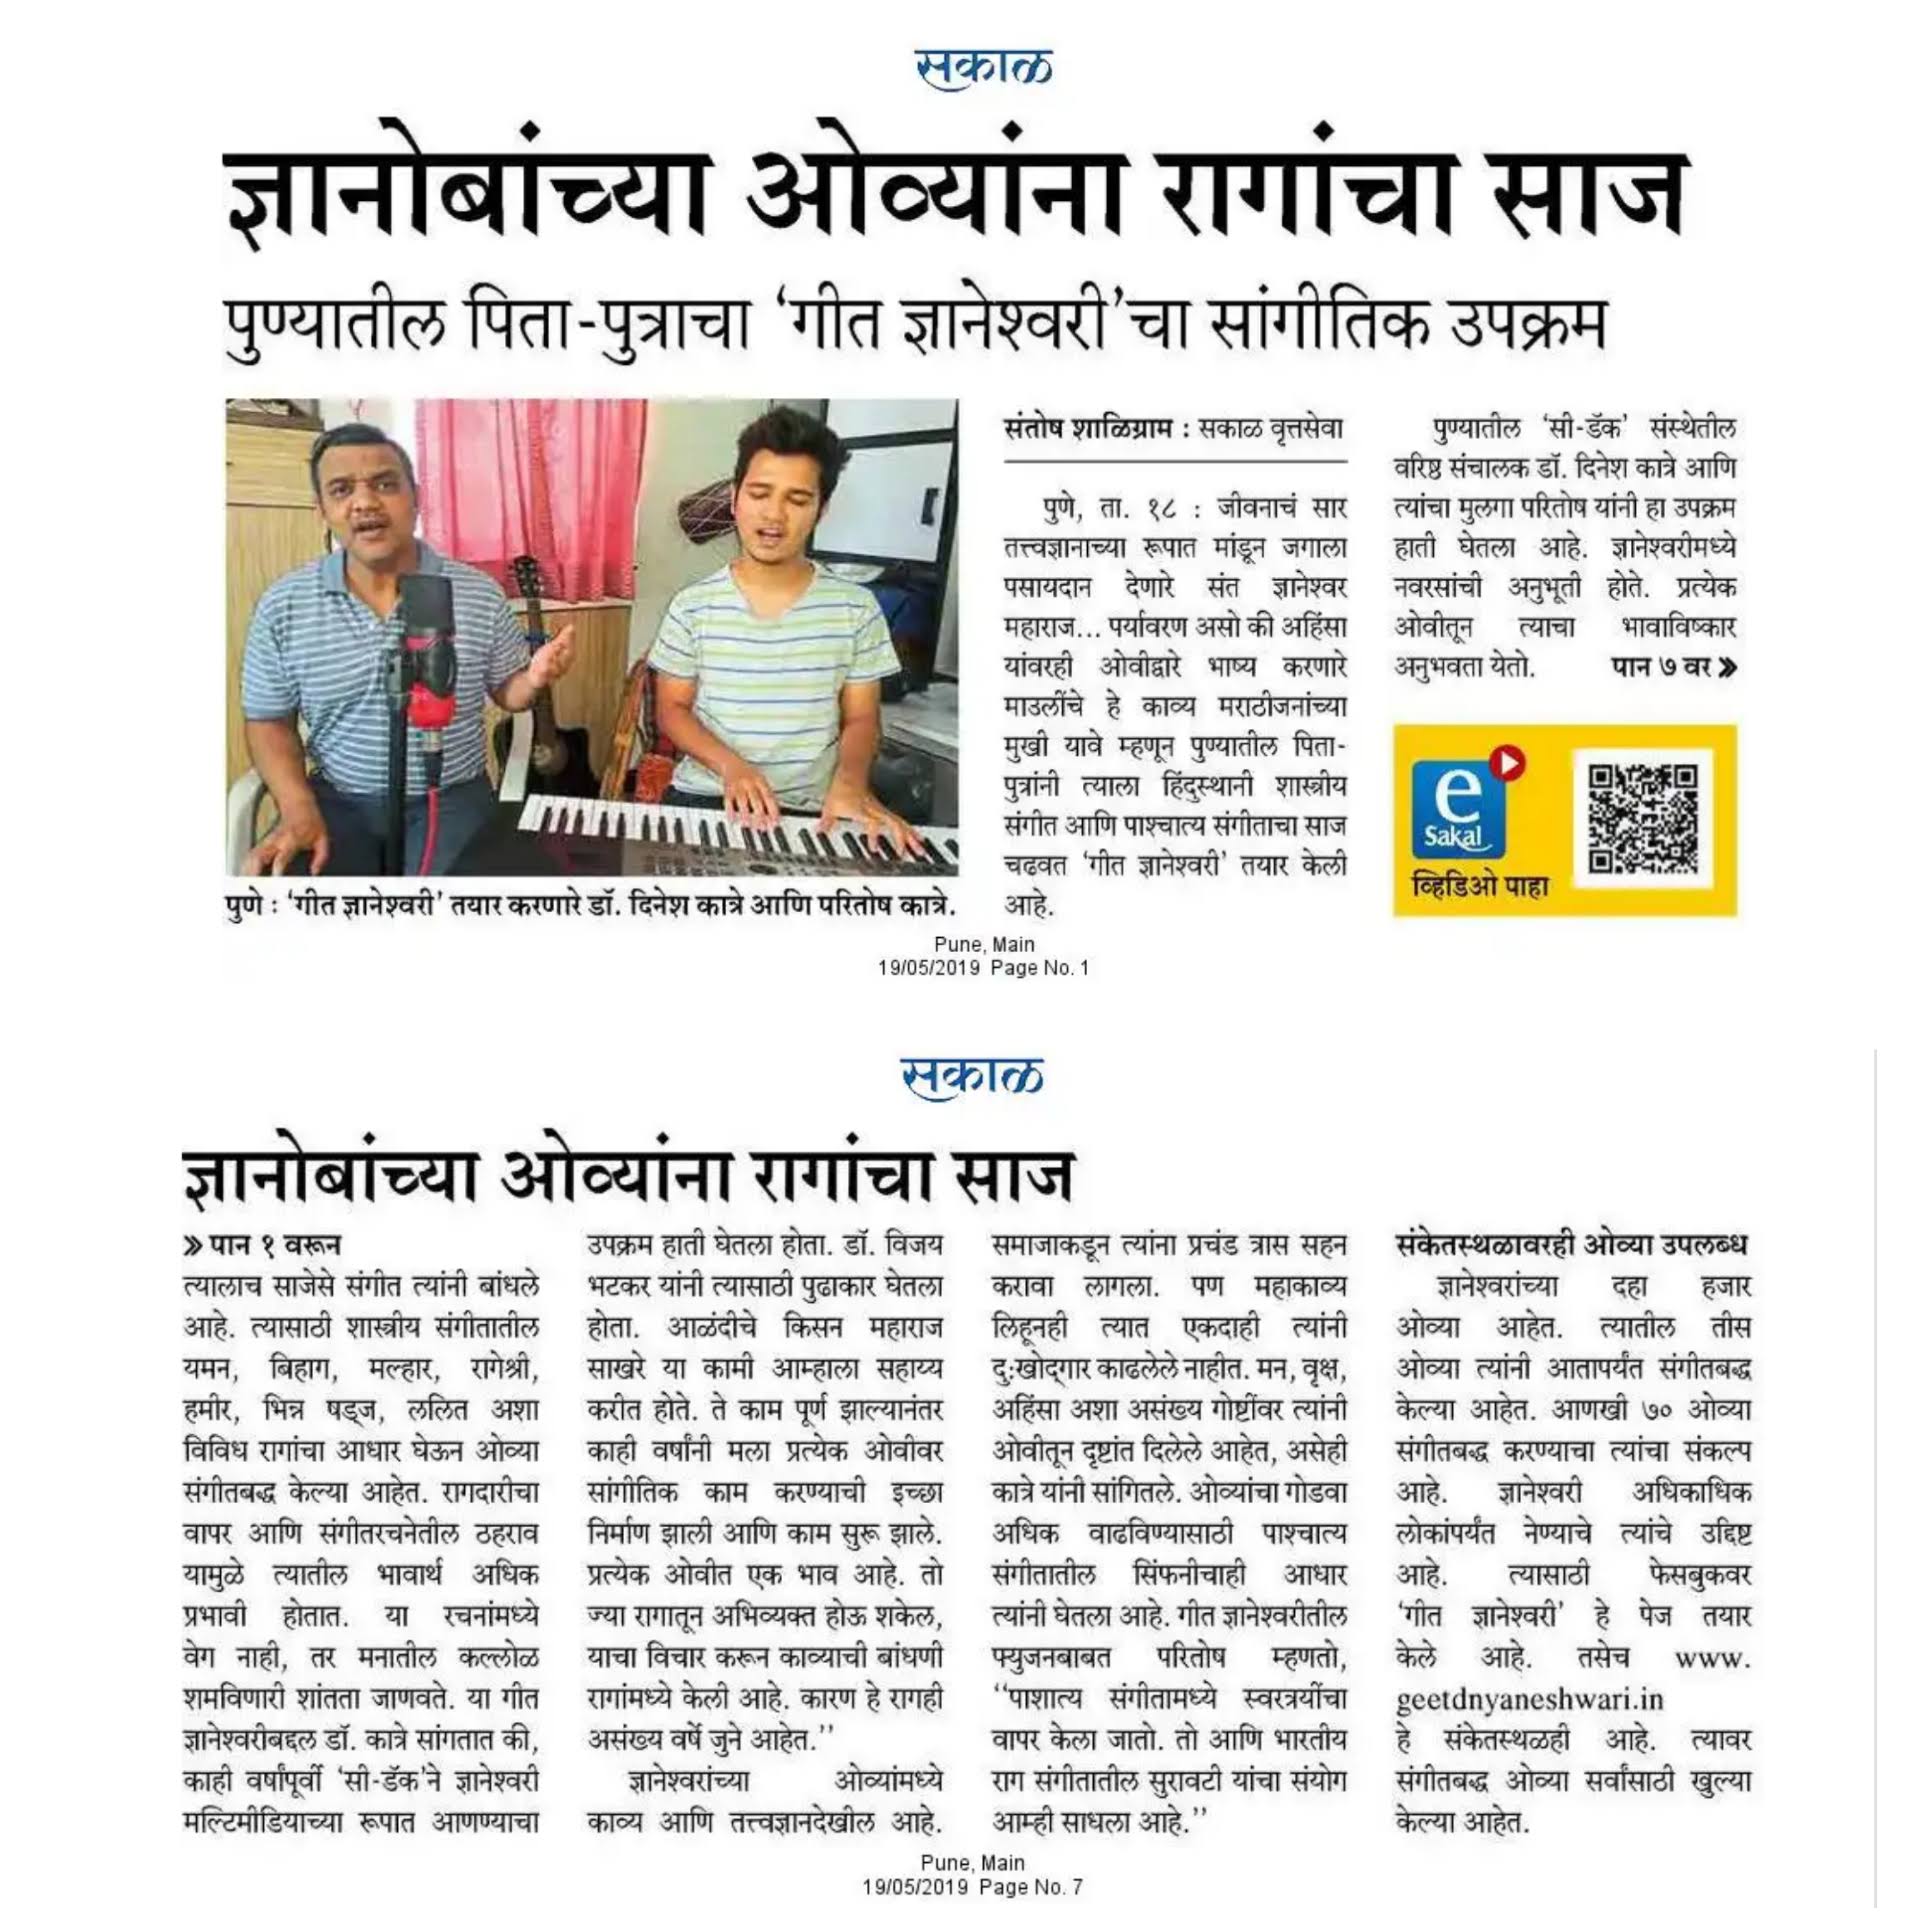 सकाळ
ज्ञानोबांच्या ओव्यांना रागांचा साज
पुण्यातील पिता-पुत्राचा ‘गीत ज्ञानेश्वरी’चा सांगीतिक उपक्रम
पुणे : ‘गीत ज्ञानेश्वरी’ तयार करणारे डॉ. दिनेश कात्रे आणि परितोष कात्रे.
संतोष शाळिग्राम : सकाळ वृत्तसेवा
पुणे, ता. १८ : जीवनाचं सार
तत्त्वज्ञानाच्या रूपात मांडून जगाला
पसायदान देणारे संत ज्ञानेश्वर
महाराज... पर्यावरण असो की अहिंसा
यांवरही ओवीद्वारे भाष्य करणारे
माउलींचे हे काव्य मराठीजनांच्या
मुखी यावे म्हणून पुण्यातील पिता-
पुत्रांनी त्याला हिंदुस्थानी शास्त्रीय
संगीत आणि पाश्चात्य संगीताचा साज
चढवत ‘गीत ज्ञानेश्वरी’ तयार केली
आहे.
पुण्यातील ‘सी-डॅक’ संस्थेतील
वरिष्ठ संचालक डॉ. दिनेश कात्रे आणि
त्यांचा मुलगा परितोष यांनी हा उपक्रम
हाती घेतला आहे. ज्ञानेश्वरीमध्ये
नवरसांची अनुभूती होते. प्रत्येक
ओवीतून त्याचा भावाविष्कार
अनुभवता येतो. पान ७ वर »
e
Sakal
व्हिडिओ पाहा
Pune, Main
19/05/2019 Page No. 1
सकाळ
ज्ञानोबांच्या ओव्यांना रागांचा साज
» पान १ वरून
त्यालाच साजेसे संगीत त्यांनी बांधले
आहे. त्यासाठी शास्त्रीय संगीतातील
यमन, बिहाग, मल्हार, रागेश्री,
हमीर, भिन्न षड्ज, ललित अशा
विविध रागांचा आधार घेऊन ओव्या
संगीतबद्ध केल्या आहेत. रागदारीचा
वापर आणि संगीतरचनेतील ठहराव
यामुळे त्यातील भावार्थ अधिक
प्रभावी होतात. या रचनांमध्ये
वेग नाही, तर मनातील कल्लोळ
शमविणारी शांतता जाणवते. या गीत
ज्ञानेश्वरीबद्दल डॉ. कात्रे सांगतात की,
काही वर्षांपूर्वी ‘सी-डॅक’ने ज्ञानेश्वरी
मल्टिमीडियाच्या रूपात आणण्याचा
उपक्रम हाती घेतला होता. डॉ. विजय
भटकर यांनी त्यासाठी पुढाकार घेतला
होता. आळंदीचे किसन महाराज
साखरे या कामी आम्हाला सहाय्य
करीत होते. ते काम पूर्ण झाल्यानंतर
काही वर्षांनी मला प्रत्येक ओवीवर
सांगीतिक काम करण्याची इच्छा
निर्माण झाली आणि काम सुरू झाले.
प्रत्येक ओवीत एक भाव आहे. तो
ज्या रागातून अभिव्यक्त होऊ शकेल,
याचा विचार करून काव्याची बांधणी
रागांमध्ये केली आहे. कारण हे रागही
असंख्य वर्षे जुने आहेत.’’
ज्ञानेश्वरांच्या ओव्यांमध्ये
काव्य आणि तत्त्वज्ञानदेखील आहे.
समाजाकडून त्यांना प्रचंड त्रास सहन
करावा लागला. पण महाकाव्य
लिहूनही त्यात एकदाही त्यांनी
दुःखोद्‌गार काढलेले नाहीत. मन, वृक्ष,
अहिंसा अशा असंख्य गोष्टींवर त्यांनी
ओवीतून दृष्टांत दिलेले आहेत, असेही
कात्रे यांनी सांगितले. ओव्यांचा गोडवा
अधिक वाढविण्यासाठी पाश्चात्य
संगीतातील सिंफनीचाही आधार
त्यांनी घेतला आहे. गीत ज्ञानेश्वरीतील
फ्युजनबाबत परितोष म्हणतो,
‘‘पाशात्य संगीतामध्ये स्वरत्रयींचा
वापर केला जातो. तो आणि भारतीय
राग संगीतातील सुरावटी यांचा संयोग
आम्ही साधला आहे.’’
संकेतस्थळावरही ओव्या उपलब्ध
ज्ञानेश्वरांच्या दहा हजार
ओव्या आहेत. त्यातील तीस
ओव्या त्यांनी आतापर्यंत संगीतबद्ध
केल्या आहेत. आणखी ७० ओव्या
संगीतबद्ध करण्याचा त्यांचा संकल्प
आहे. ज्ञानेश्वरी अधिकाधिक
लोकांपर्यंत नेण्याचे त्यांचे उद्दिष्ट
आहे. त्यासाठी फेसबुकवर
‘गीत ज्ञानेश्वरी’ हे पेज तयार
केले आहे. तसेच www.
geetdnyaneshwari.in
हे संकेतस्थळही आहे. त्यावर
संगीतबद्ध ओव्या सर्वांसाठी खुल्या
केल्या आहेत.
Pune, Main
19/05/2019 Page No. 7